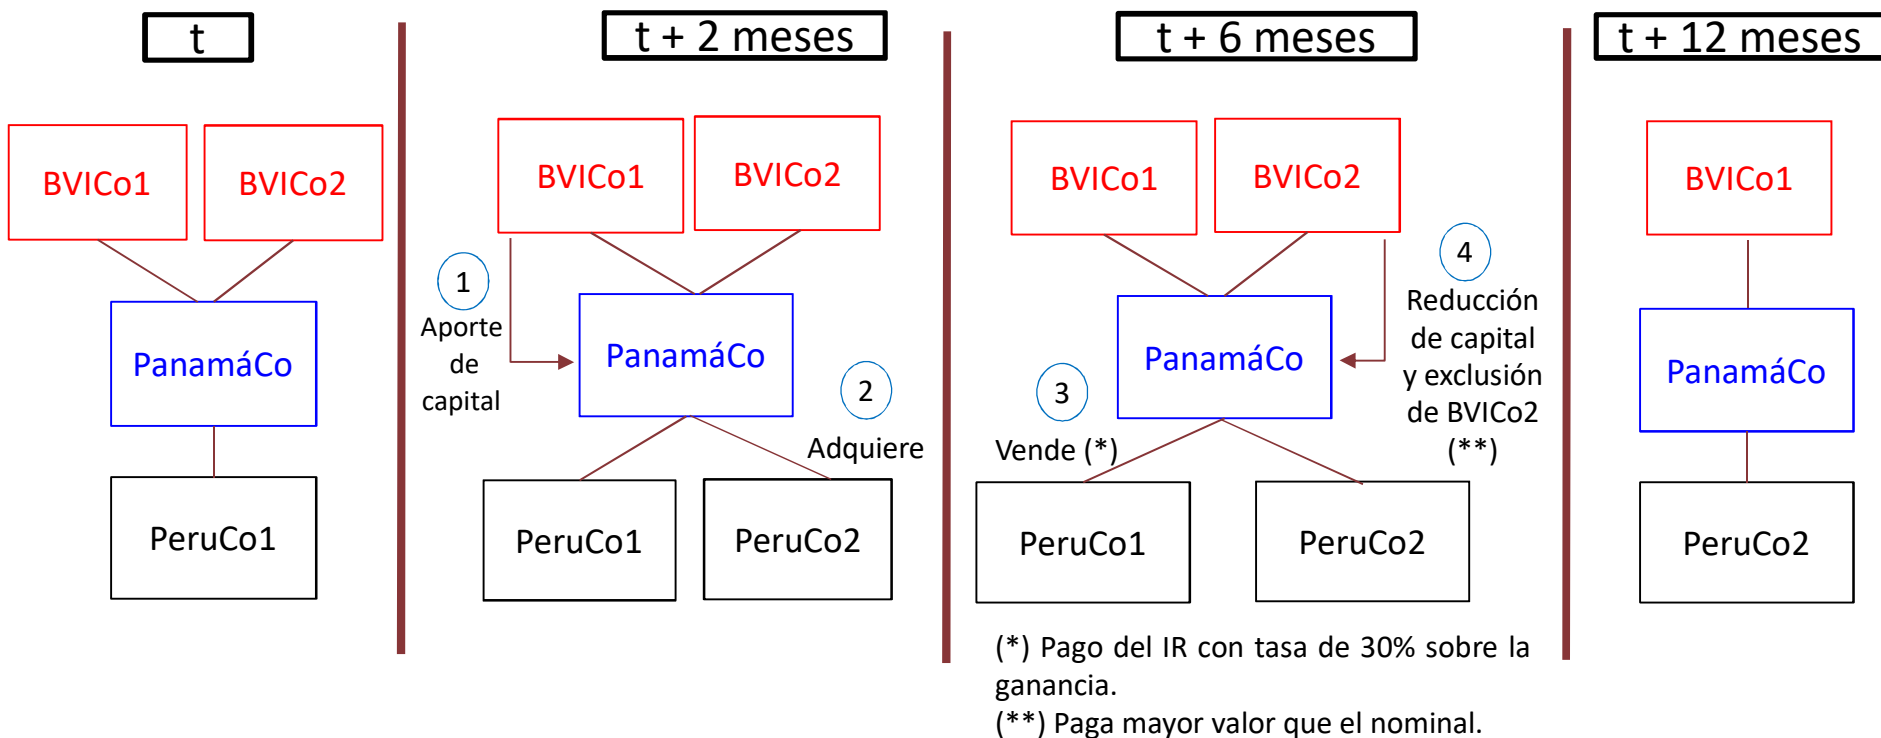 t
BVICo1
BVICo2
PanamáCo
PeruCo1
t + 2 meses
BVICo1
BVICo2
1
Aporte
de
capital
PanamáCo
2
Adquiere
PeruCo1
PeruCo2
t + 6 meses
BVICo1
BVICo2
4
Reducción
de capital
y exclusión
de BVICo2
(**)
PanamáCo
3
Vende (*)
PeruCo1
PeruCo2
(*) Pago del IR con tasa de 30% sobre la
ganancia.
(**) Paga mayor valor que el nominal.
t + 12 meses
BVICo1
PanamáCo
PeruCo2